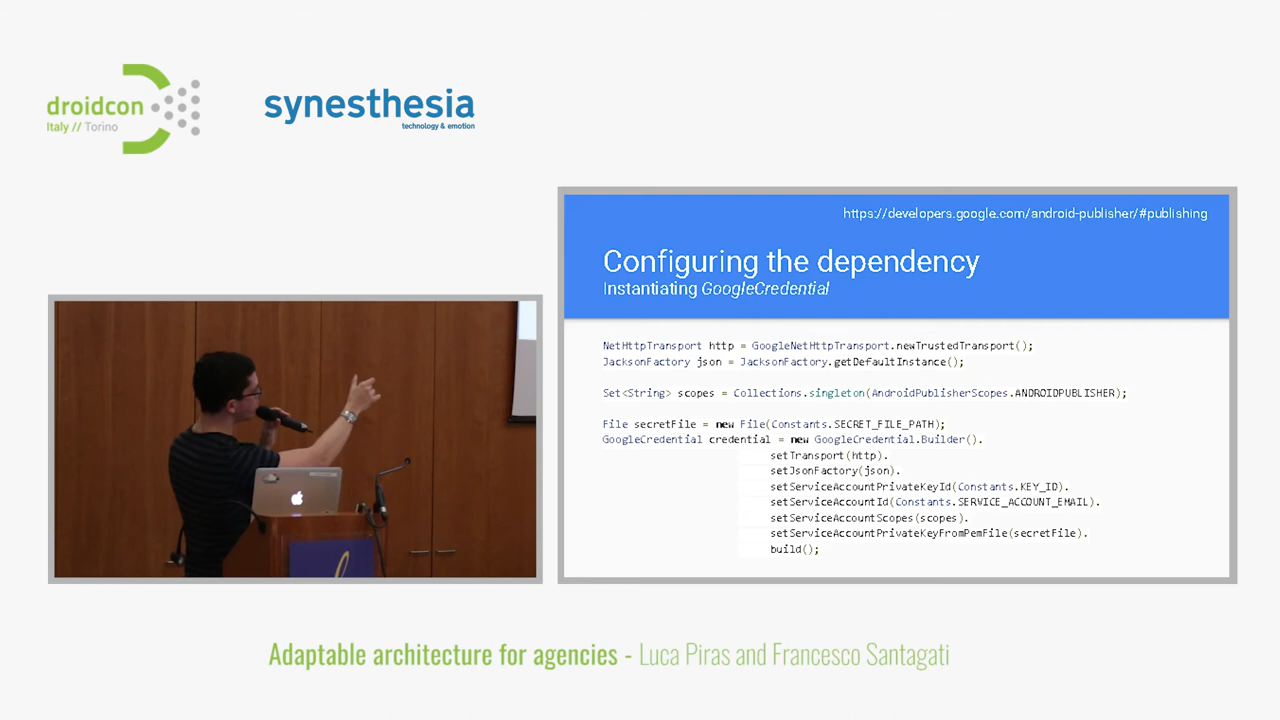 droidcon
Italy // Torino
synesthesia
technology & emotion
https://developers.google.com/android-publisher/#publishing
Configuring the dependency
Instantiating GoogleCredential
NetHttpTransport http = GoogleNetHttpTransport.newTrustedTransport();
JacksonFactory json = JacksonFactory.getDefaultInstance();
Set<String> scopes = Collections.singleton(AndroidPublisherScopes.ANDROIDPUBLISHER);
File secretFile = new File(Constants.SECRET_FILE_PATH);
GoogleCredential credential = new GoogleCredential.Builder().
setTransport(http).
setJsonFactory(json).
setServiceAccountPrivateKeyId(Constants.KEY_ID).
setServiceAccountId(Constants.SERVICE_ACCOUNT_EMAIL).
setServiceAccountScopes(scopes).
setServiceAccountPrivateKeyFromPemFile(secretFile).
build();
Adaptable architecture for agencies - Luca Piras and Francesco Santagati